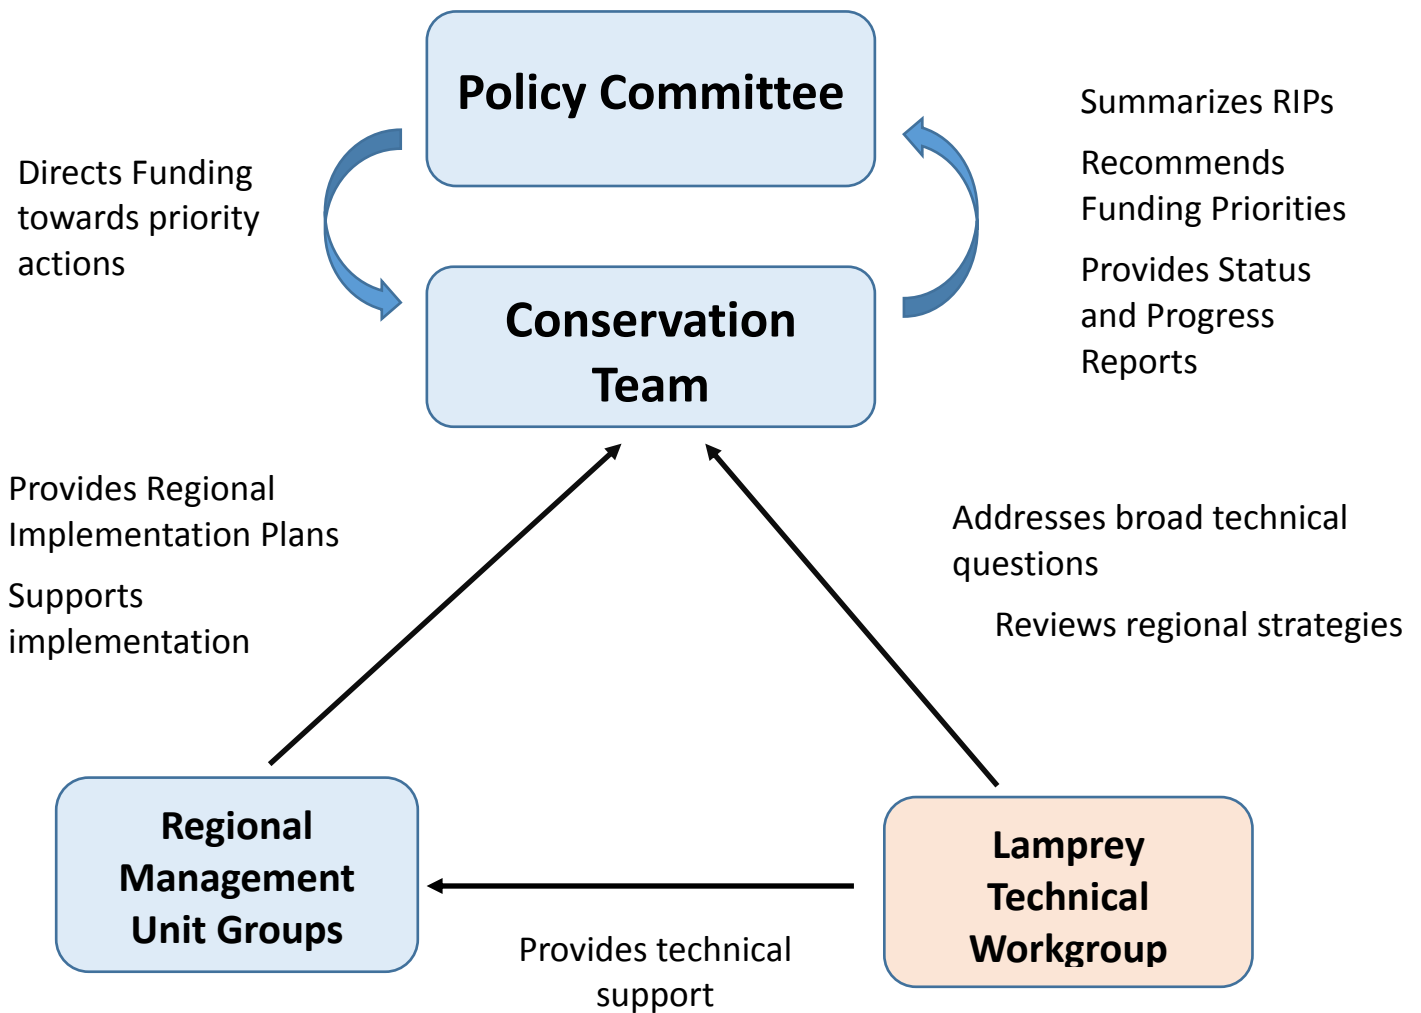 Policy Committee
Directs Funding
towards priority
actions
Summarizes RIPs
Recommends
Funding Priorities
Provides Status
and Progress
Reports
Conservation
Team
Provides Regional
Implementation Plans
Supports
implementation
Addresses broad technical
questions
Reviews regional strategies
Regional
Management
Unit Groups
Lamprey
Technical
Workgroup
Provides technical
support